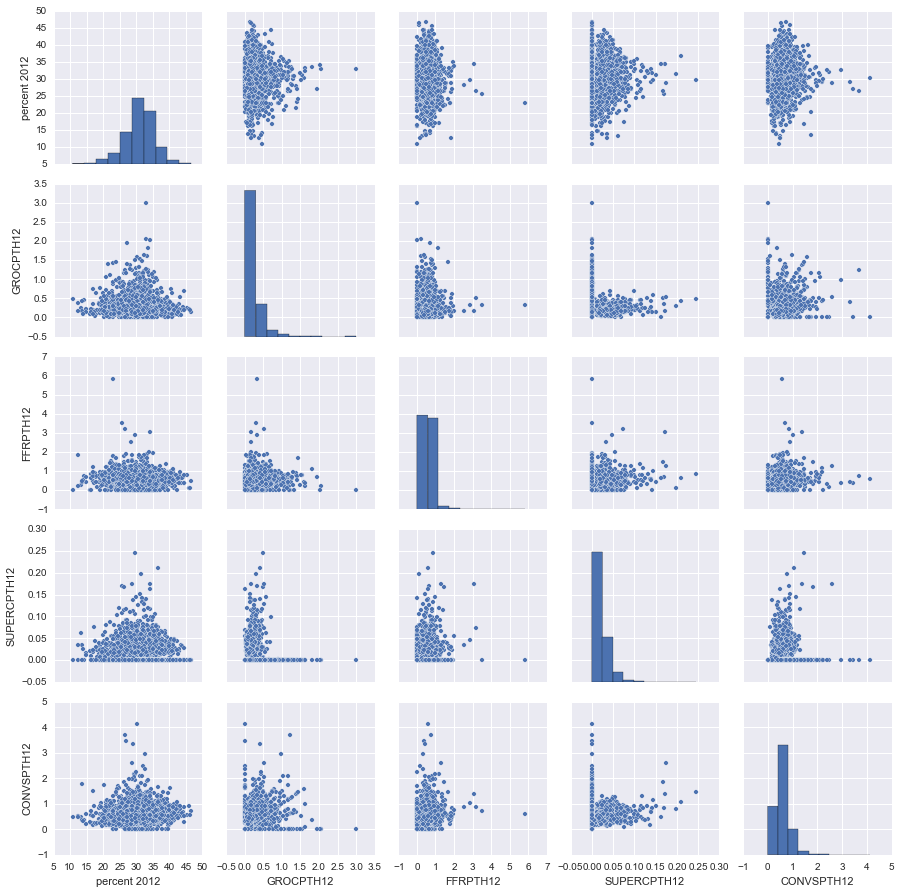 50
45
40
35
30
25
20
15
10
5
percent 2012
3.5
3.0
2.5
2.0
1.5
1.0
0.5
0.0
−0.5
GROCPTH12
7
6
5
4
3
2
1
0
−1
FFRPTH12
0.30
0.25
0.20
0.15
0.10
0.05
0.00
−0.05
SUPERCPTH12
5
4
3
2
1
0
−1
CONVSPTH12
5 10 15 20 25 30 35 40 45 50
−0.5 0.0 0.5 1.0 1.5 2.0 2.5 3.0 3.5
−1 0 1 2 3 4 5 6 7
−0.05 0.00 0.05 0.10 0.15 0.20 0.25 0.30
−1 0 1 2 3 4 5
percent 2012
GROCPTH12
FFRPTH12
SUPERCPTH12
CONVSPTH12